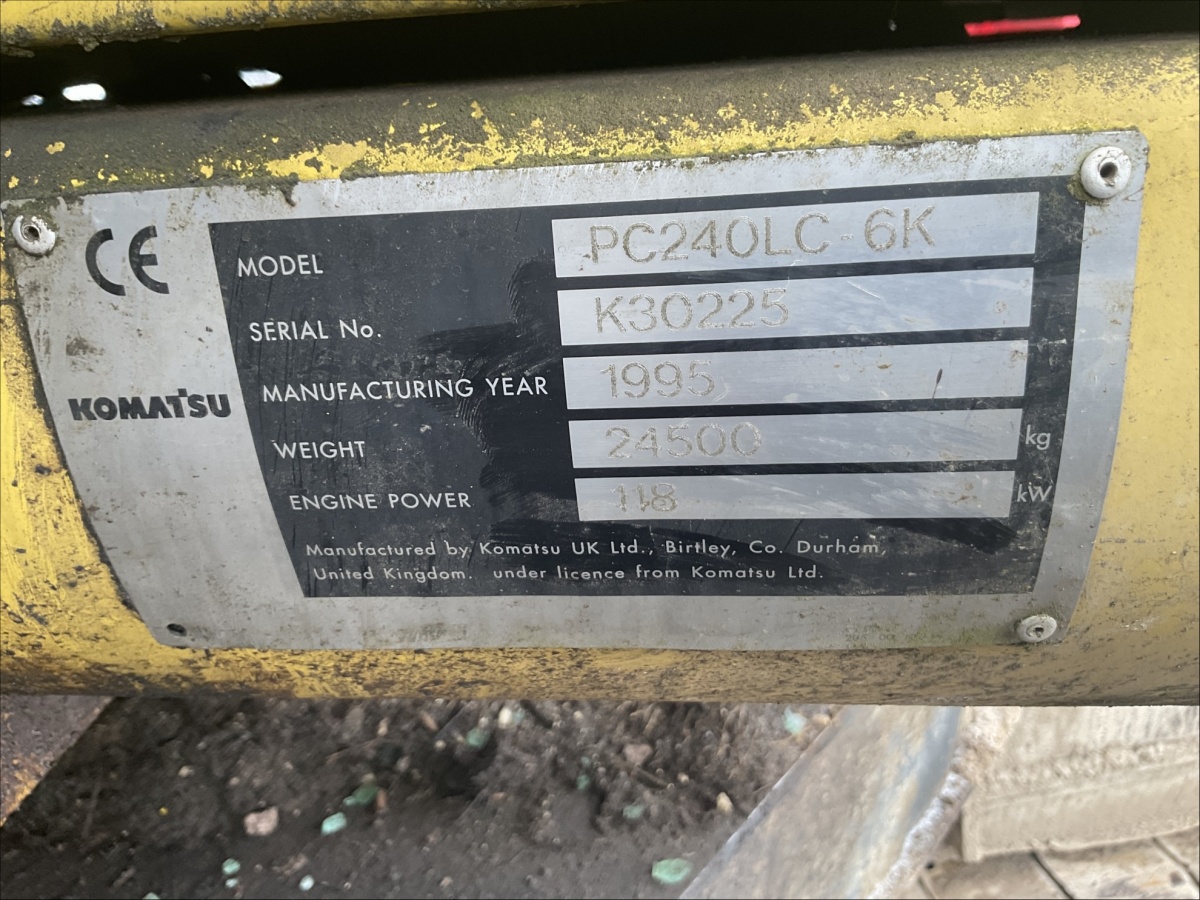 CE
KOMATSU
MODEL PC240LC-6K
SERIAL No. K30225
MANUFACTURING YEAR 1995
WEIGHT 24500 kg
ENGINE POWER 118 kW
Manufactured by Komatsu UK Ltd., Birtley, Co. Durham,
United Kingdom. under licence from Komatsu Ltd.